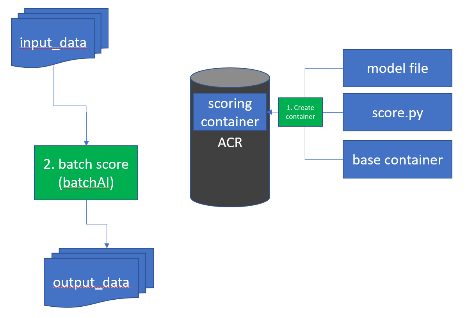 input_data
2. batch score
(batchAI)
output_data
scoring
container
ACR
1. Create
container
model file
score.py
base container